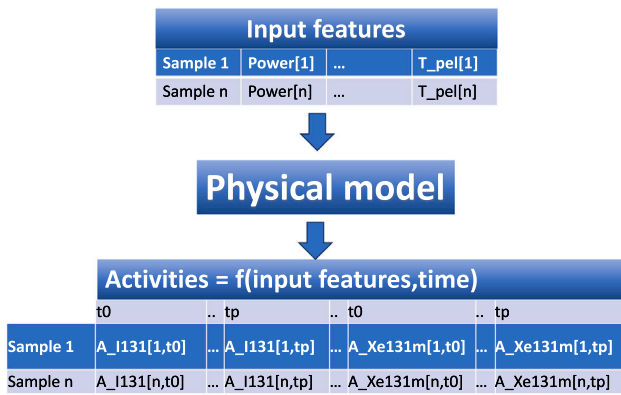 Input features
Sample 1 Power[1] ... T_pel[1]
Sample n Power[n] T_pel[n]
Physical model
Activities = f(input features,time)
t0 .. tp t0 .. tp
Sample 1 A_I131[1,t0] ... A_I131[1,tp] ... A_Xe131m[1,t0] ... A_Xe131m[1,tp]
Sample n A_I131[n,t0] ... A_I131[n,tp] ... A_Xe131m[n,t0] ... A_Xe131m[n,tp]